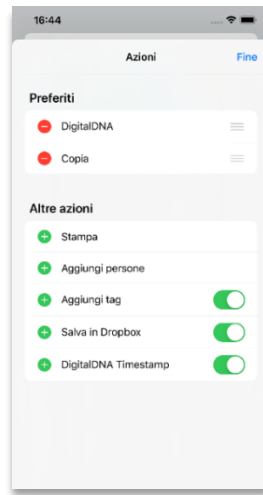 16:44
Azioni Fine
Preferiti
DigitalDNA
Copia
Altre azioni
Stampa
Aggiungi persone
Aggiungi tag
Salva in Dropbox
DigitalDNA Timestamp